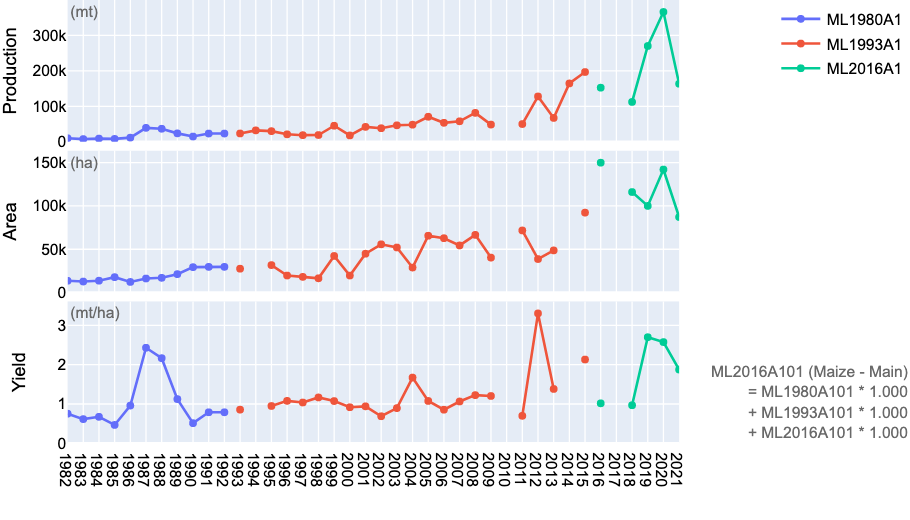 Production
(mt)
300k
200k
100k
0
ML1980A1
ML1993A1
ML2016A1
Area
(ha)
150k
100k
50k
0
Yield
(mt/ha)
3
2
1
0
ML2016A101 (Maize - Main)
= ML1980A101 * 1.000
+ ML1993A101 * 1.000
+ ML2016A101 * 1.000
1982
1983
1984
1985
1986
1987
1988
1989
1990
1991
1992
1993
1994
1995
1996
1997
1998
1999
2000
2001
2002
2003
2004
2005
2006
2007
2008
2009
2010
2011
2012
2013
2014
2015
2016
2017
2018
2019
2020
2021